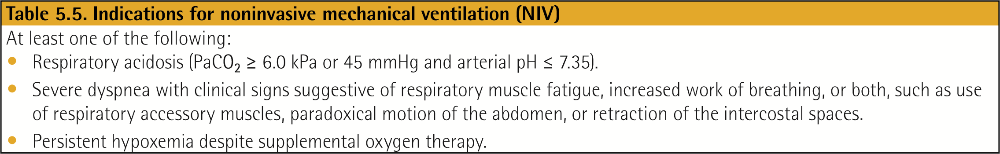 Table 5.5. Indications for noninvasive mechanical ventilation (NIV)
At least one of the following:
• Respiratory acidosis (PaCO₂ ≥ 6.0 kPa or 45 mmHg and arterial pH ≤ 7.35).
• Severe dyspnea with clinical signs suggestive of respiratory muscle fatigue, increased work of breathing, or both, such as use
of respiratory accessory muscles, paradoxical motion of the abdomen, or retraction of the intercostal spaces.
• Persistent hypoxemia despite supplemental oxygen therapy.